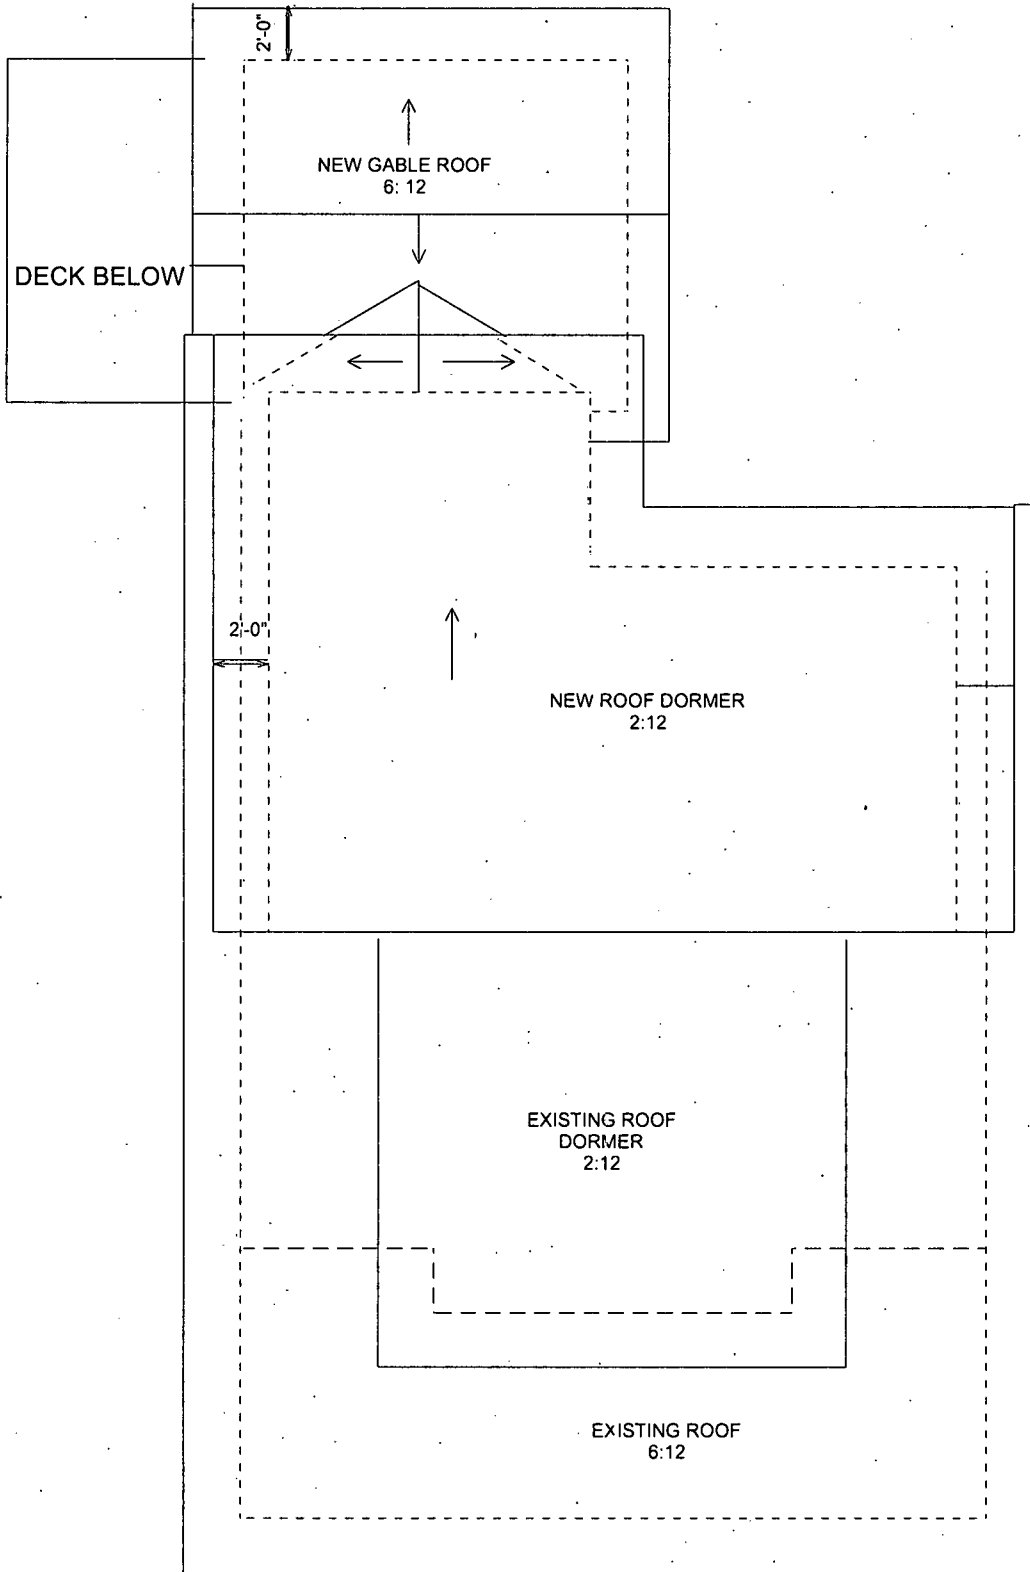 2'-0"
NEW GABLE ROOF
6: 12
DECK BELOW
2'-0"
NEW ROOF DORMER
2:12
EXISTING ROOF
DORMER
2:12
EXISTING ROOF
6:12